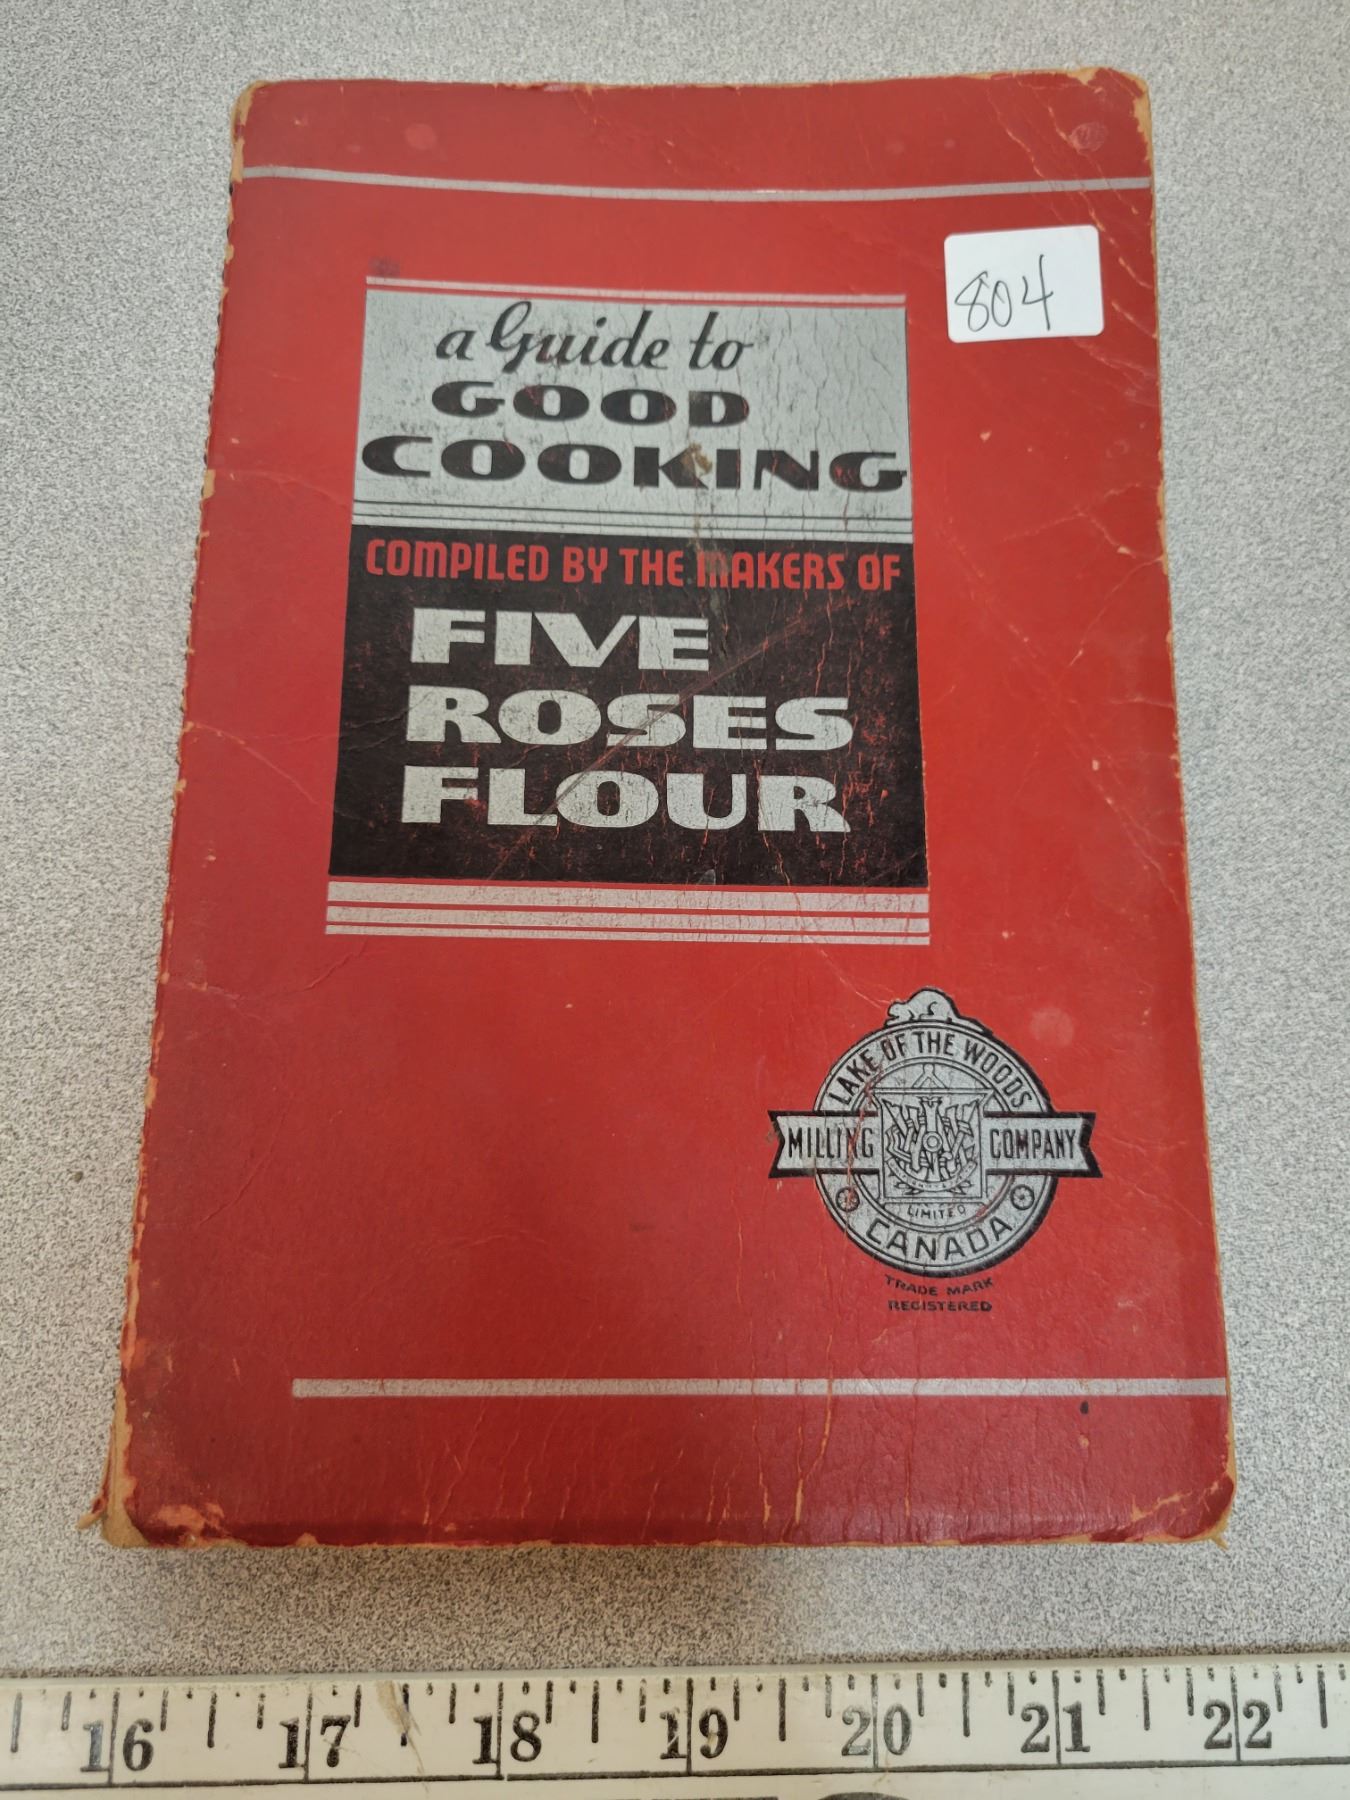 804
a Guide to
GOOD
COOKING
COMPILED BY THE MAKERS OF
FIVE
ROSES
FLOUR
LAKE OF THE WOODS
MILLING COMPANY
LIMITED
CANADA
TRADE MARK
REGISTERED
16 17 18 19 20 21 22